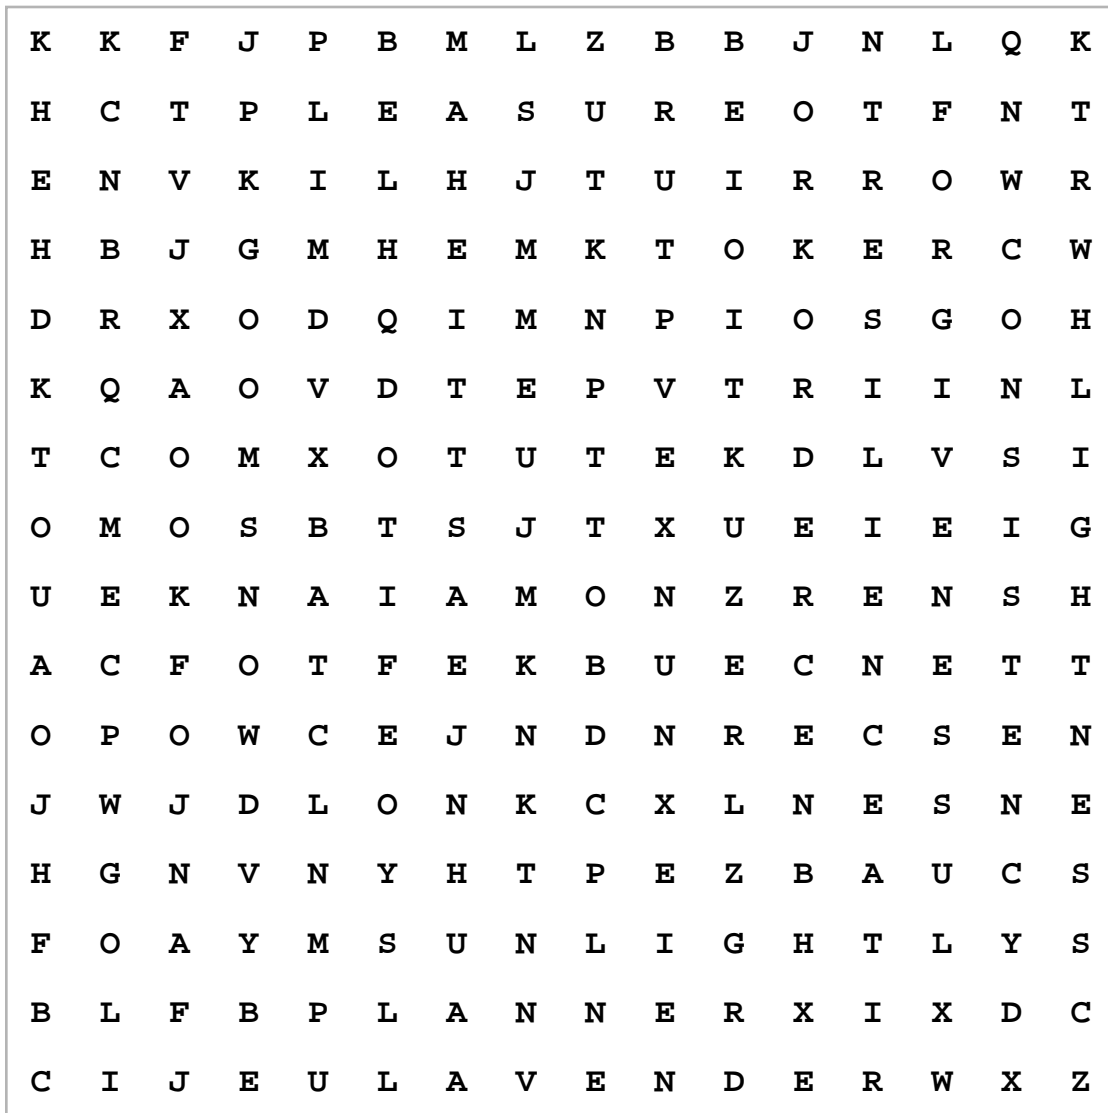 K K F J P B M L Z B B J N L Q K
H C T P L E A S U R E O T F N T
E N V K I L H J T U I R R O W R
H B J G M H E M K T O K E R C W
D R X O D Q I M N P I O S G O H
K Q A O V D T E P V T R I I N L
T C O M X O T U T E K D L V S I
O M O S B T S J T X U E I E I G
U E K N A I A M O N Z R E N S H
A C F O T F E K B U E C N E T T
O P O W C E J N D N R E C S E N
J W J D L O N K C X L N E S N E
H G N V N Y H T P E Z B A U C S
F O A Y M S U N L I G H T L Y S
B L F B P L A N N E R X I X D C
C I J E U L A V E N D E R W X Z